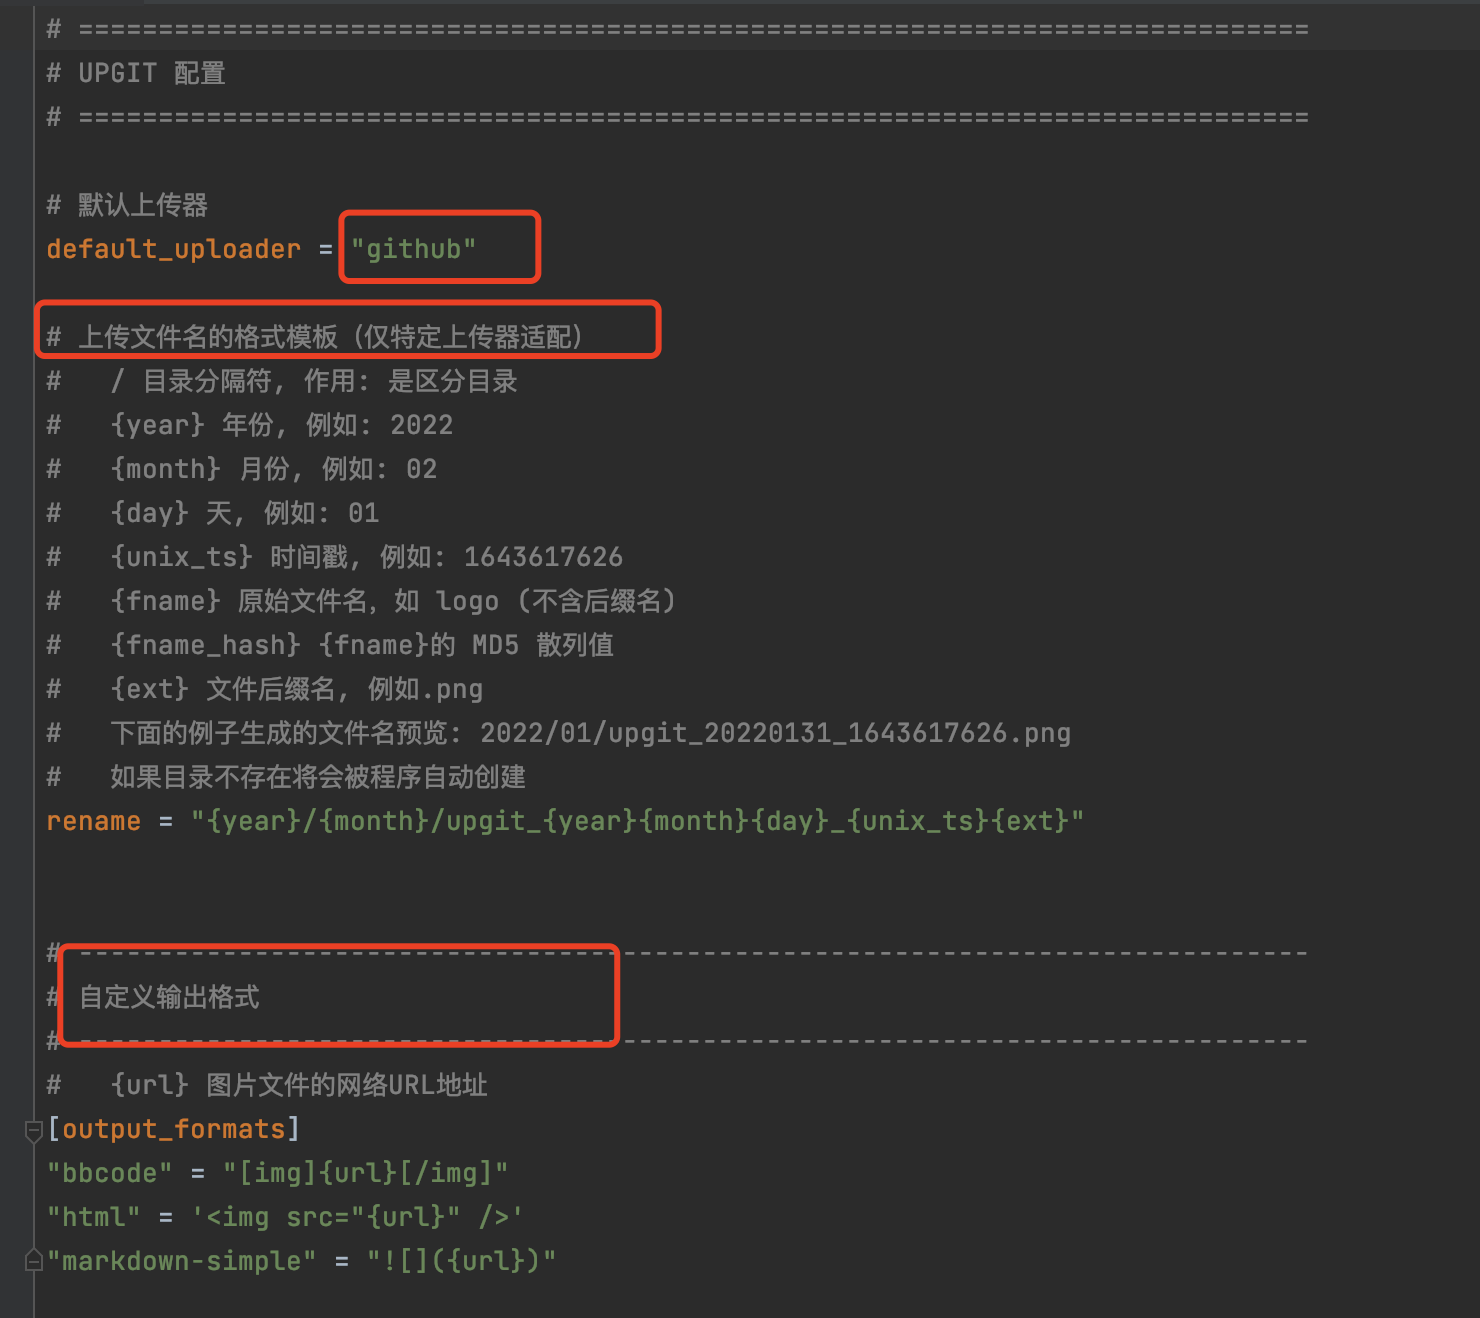 # =============================================================================
# UPGIT 配置
# =============================================================================
# 默认上传器
default_uploader = "github"
# 上传文件名的格式模板（仅特定上传器适配）
#   / 目录分隔符, 作用: 是区分目录
#   {year} 年份, 例如: 2022
#   {month} 月份, 例如: 02
#   {day} 天, 例如: 01
#   {unix_ts} 时间戳, 例如: 1643617626
#   {fname} 原始文件名，如 logo (不含后缀名)
#   {fname_hash} {fname}的 MD5 散列值
#   {ext} 文件后缀名, 例如.png
#   下面的例子生成的文件名预览: 2022/01/upgit_20220131_1643617626.png
#   如果目录不存在将会被程序自动创建
rename = "{year}/{month}/upgit_{year}{month}{day}_{unix_ts}{ext}"
# -----------------------------------------------------------------------------
# 自定义输出格式
# -----------------------------------------------------------------------------
#   {url} 图片文件的网络URL地址
[output_formats]
"bbcode" = "[img]{url}[/img]"
"html" = '<img src="{url}" />'
"markdown-simple" = "![]({url})"